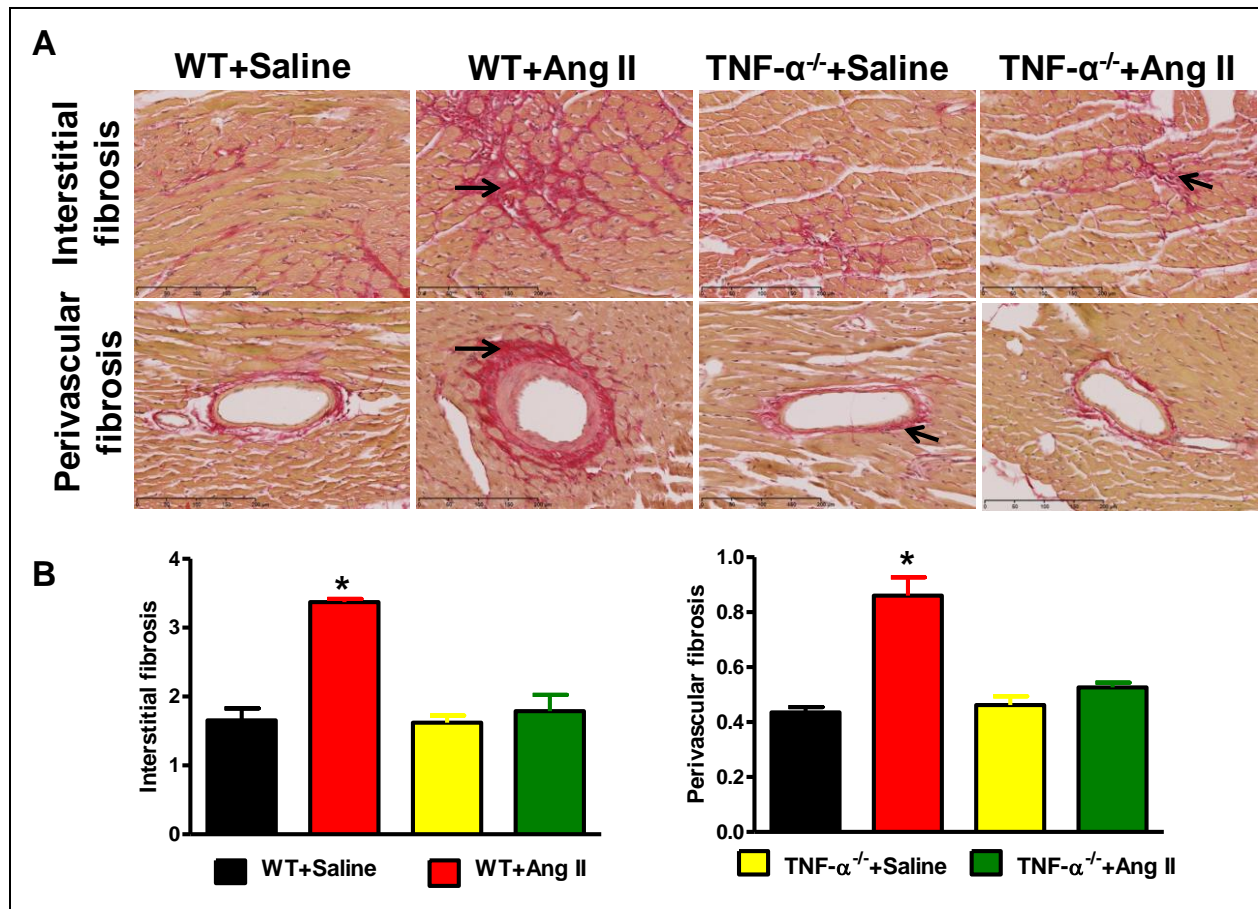 A
WT+Saline
WT+Ang II
TNF-α-/-+Saline
TNF-α-/-+Ang II
Interstitial
fibrosis
Perivascular
fibrosis
B
Interstitial fibrosis
4
3
2
1
0
*
Perivascular fibrosis
1.0
0.8
0.6
0.4
0.2
0.0
*
WT+Saline
WT+Ang II
TNF-α-/-+Saline
TNF-α-/-+Ang II